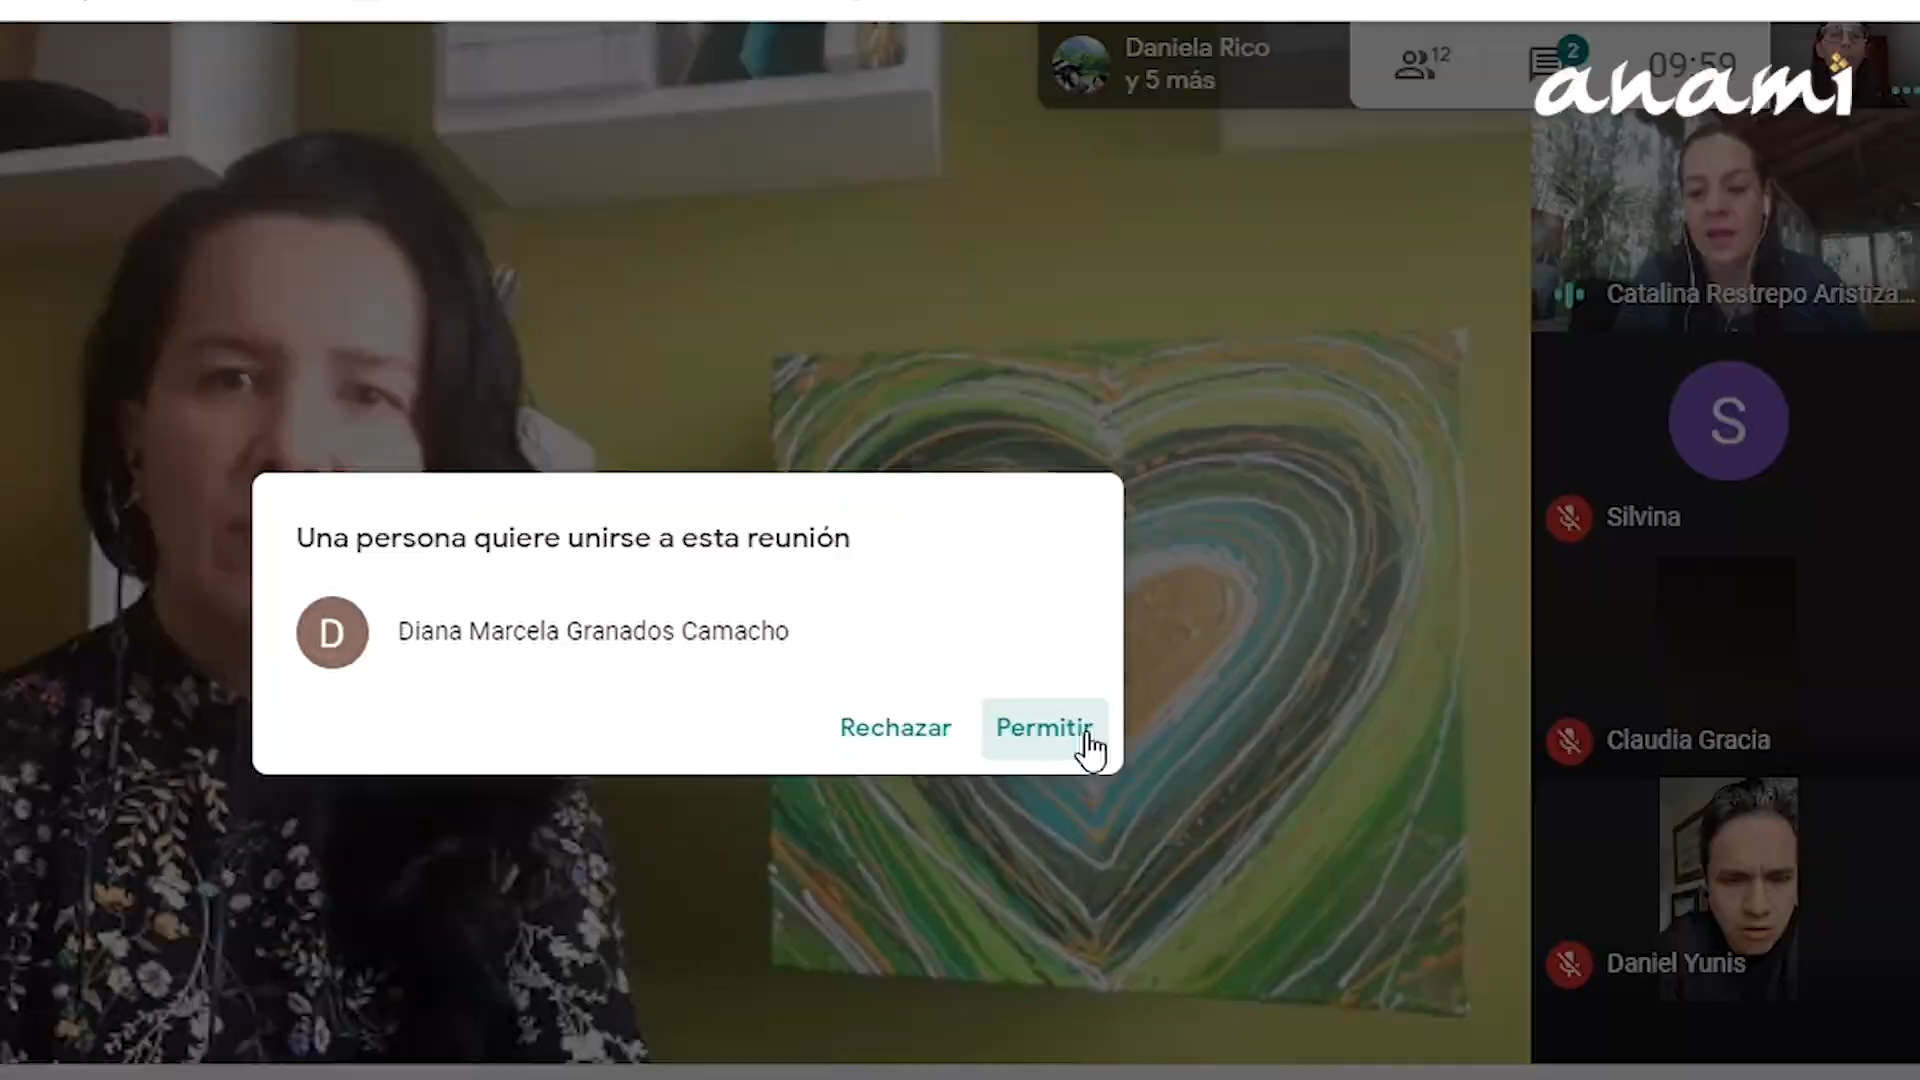 Daniela Rico
y 5 más
12
2
09:59
anami
Catalina Restrepo Aristiza...
S
Silvina
Una persona quiere unirse a esta reunión
D
Diana Marcela Granados Camacho
Rechazar
Permitir
Claudia Gracia
Daniel Yunis